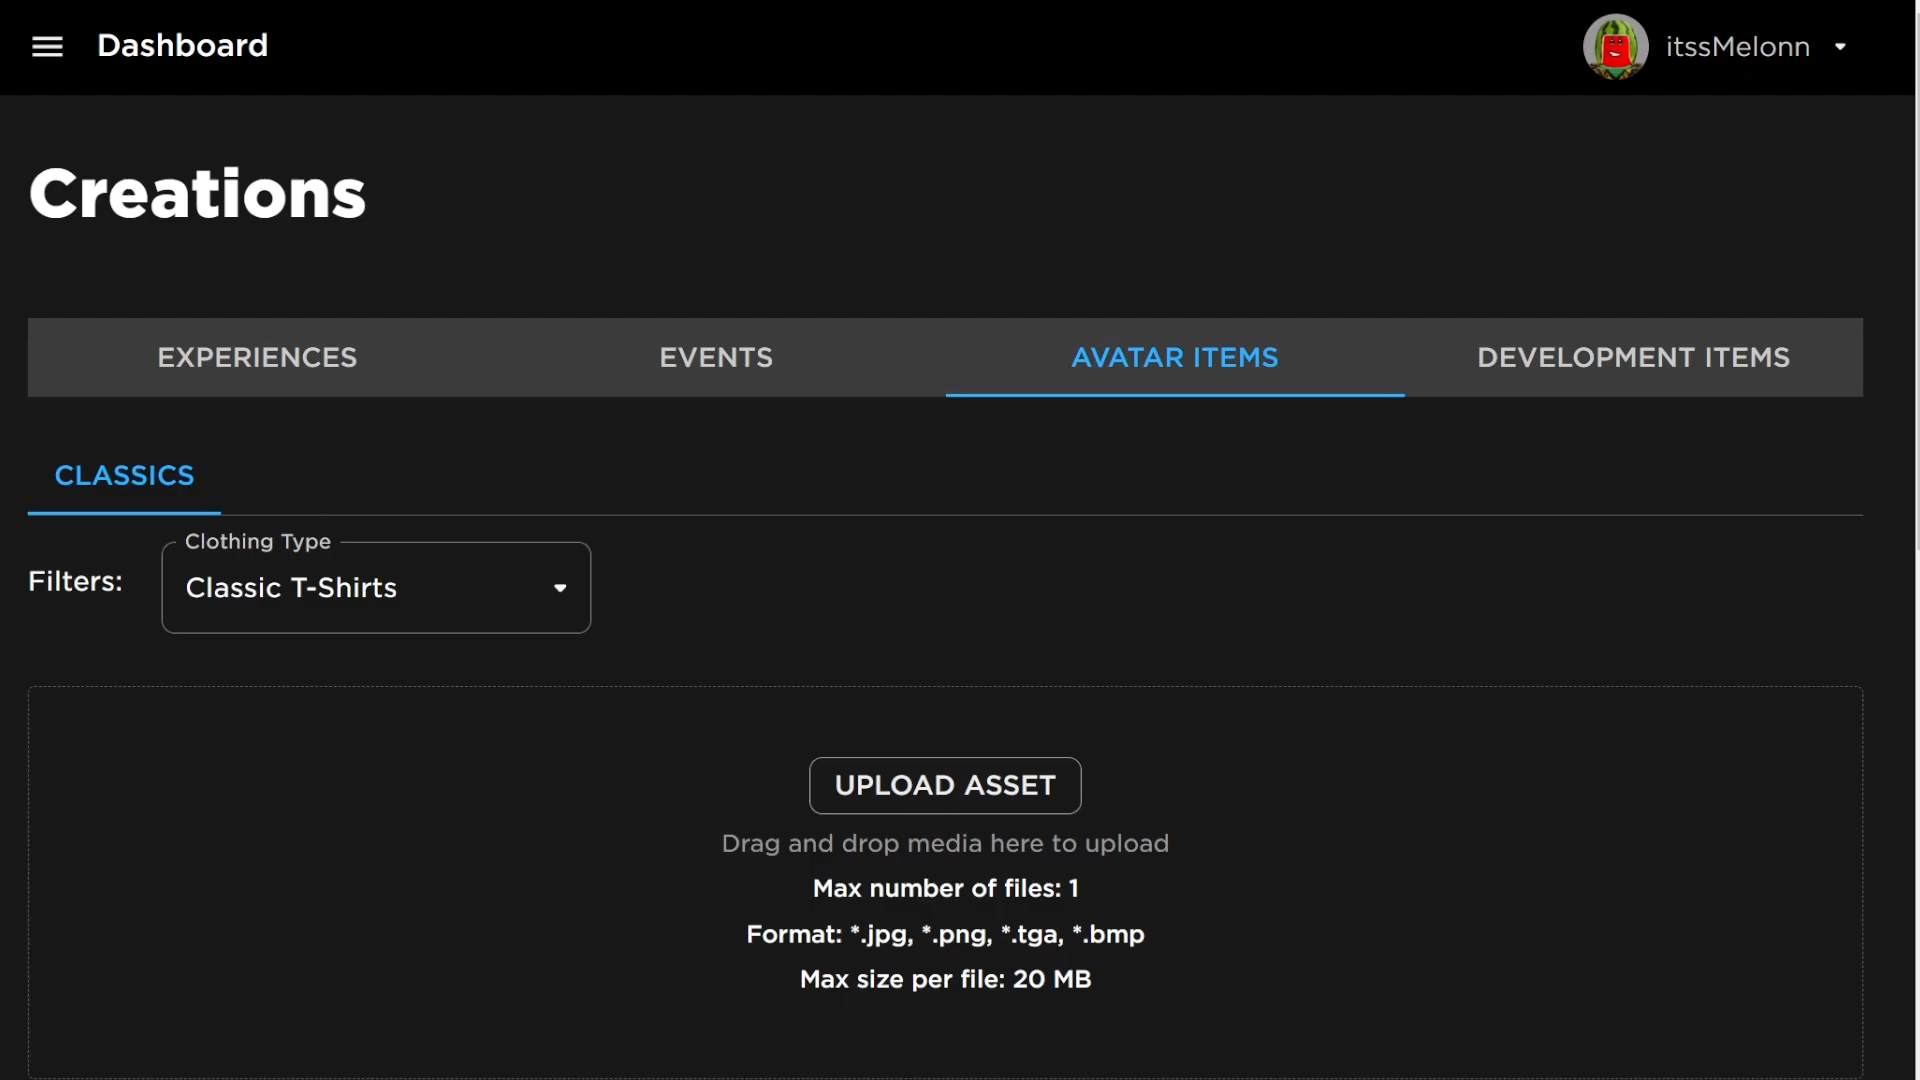 Dashboard
itssMelonn
Creations
EXPERIENCES
EVENTS
AVATAR ITEMS
DEVELOPMENT ITEMS
CLASSICS
Clothing Type
Filters:
Classic T-Shirts
UPLOAD ASSET
Drag and drop media here to upload
Max number of files: 1
Format: *.jpg, *.png, *.tga, *.bmp
Max size per file: 20 MB